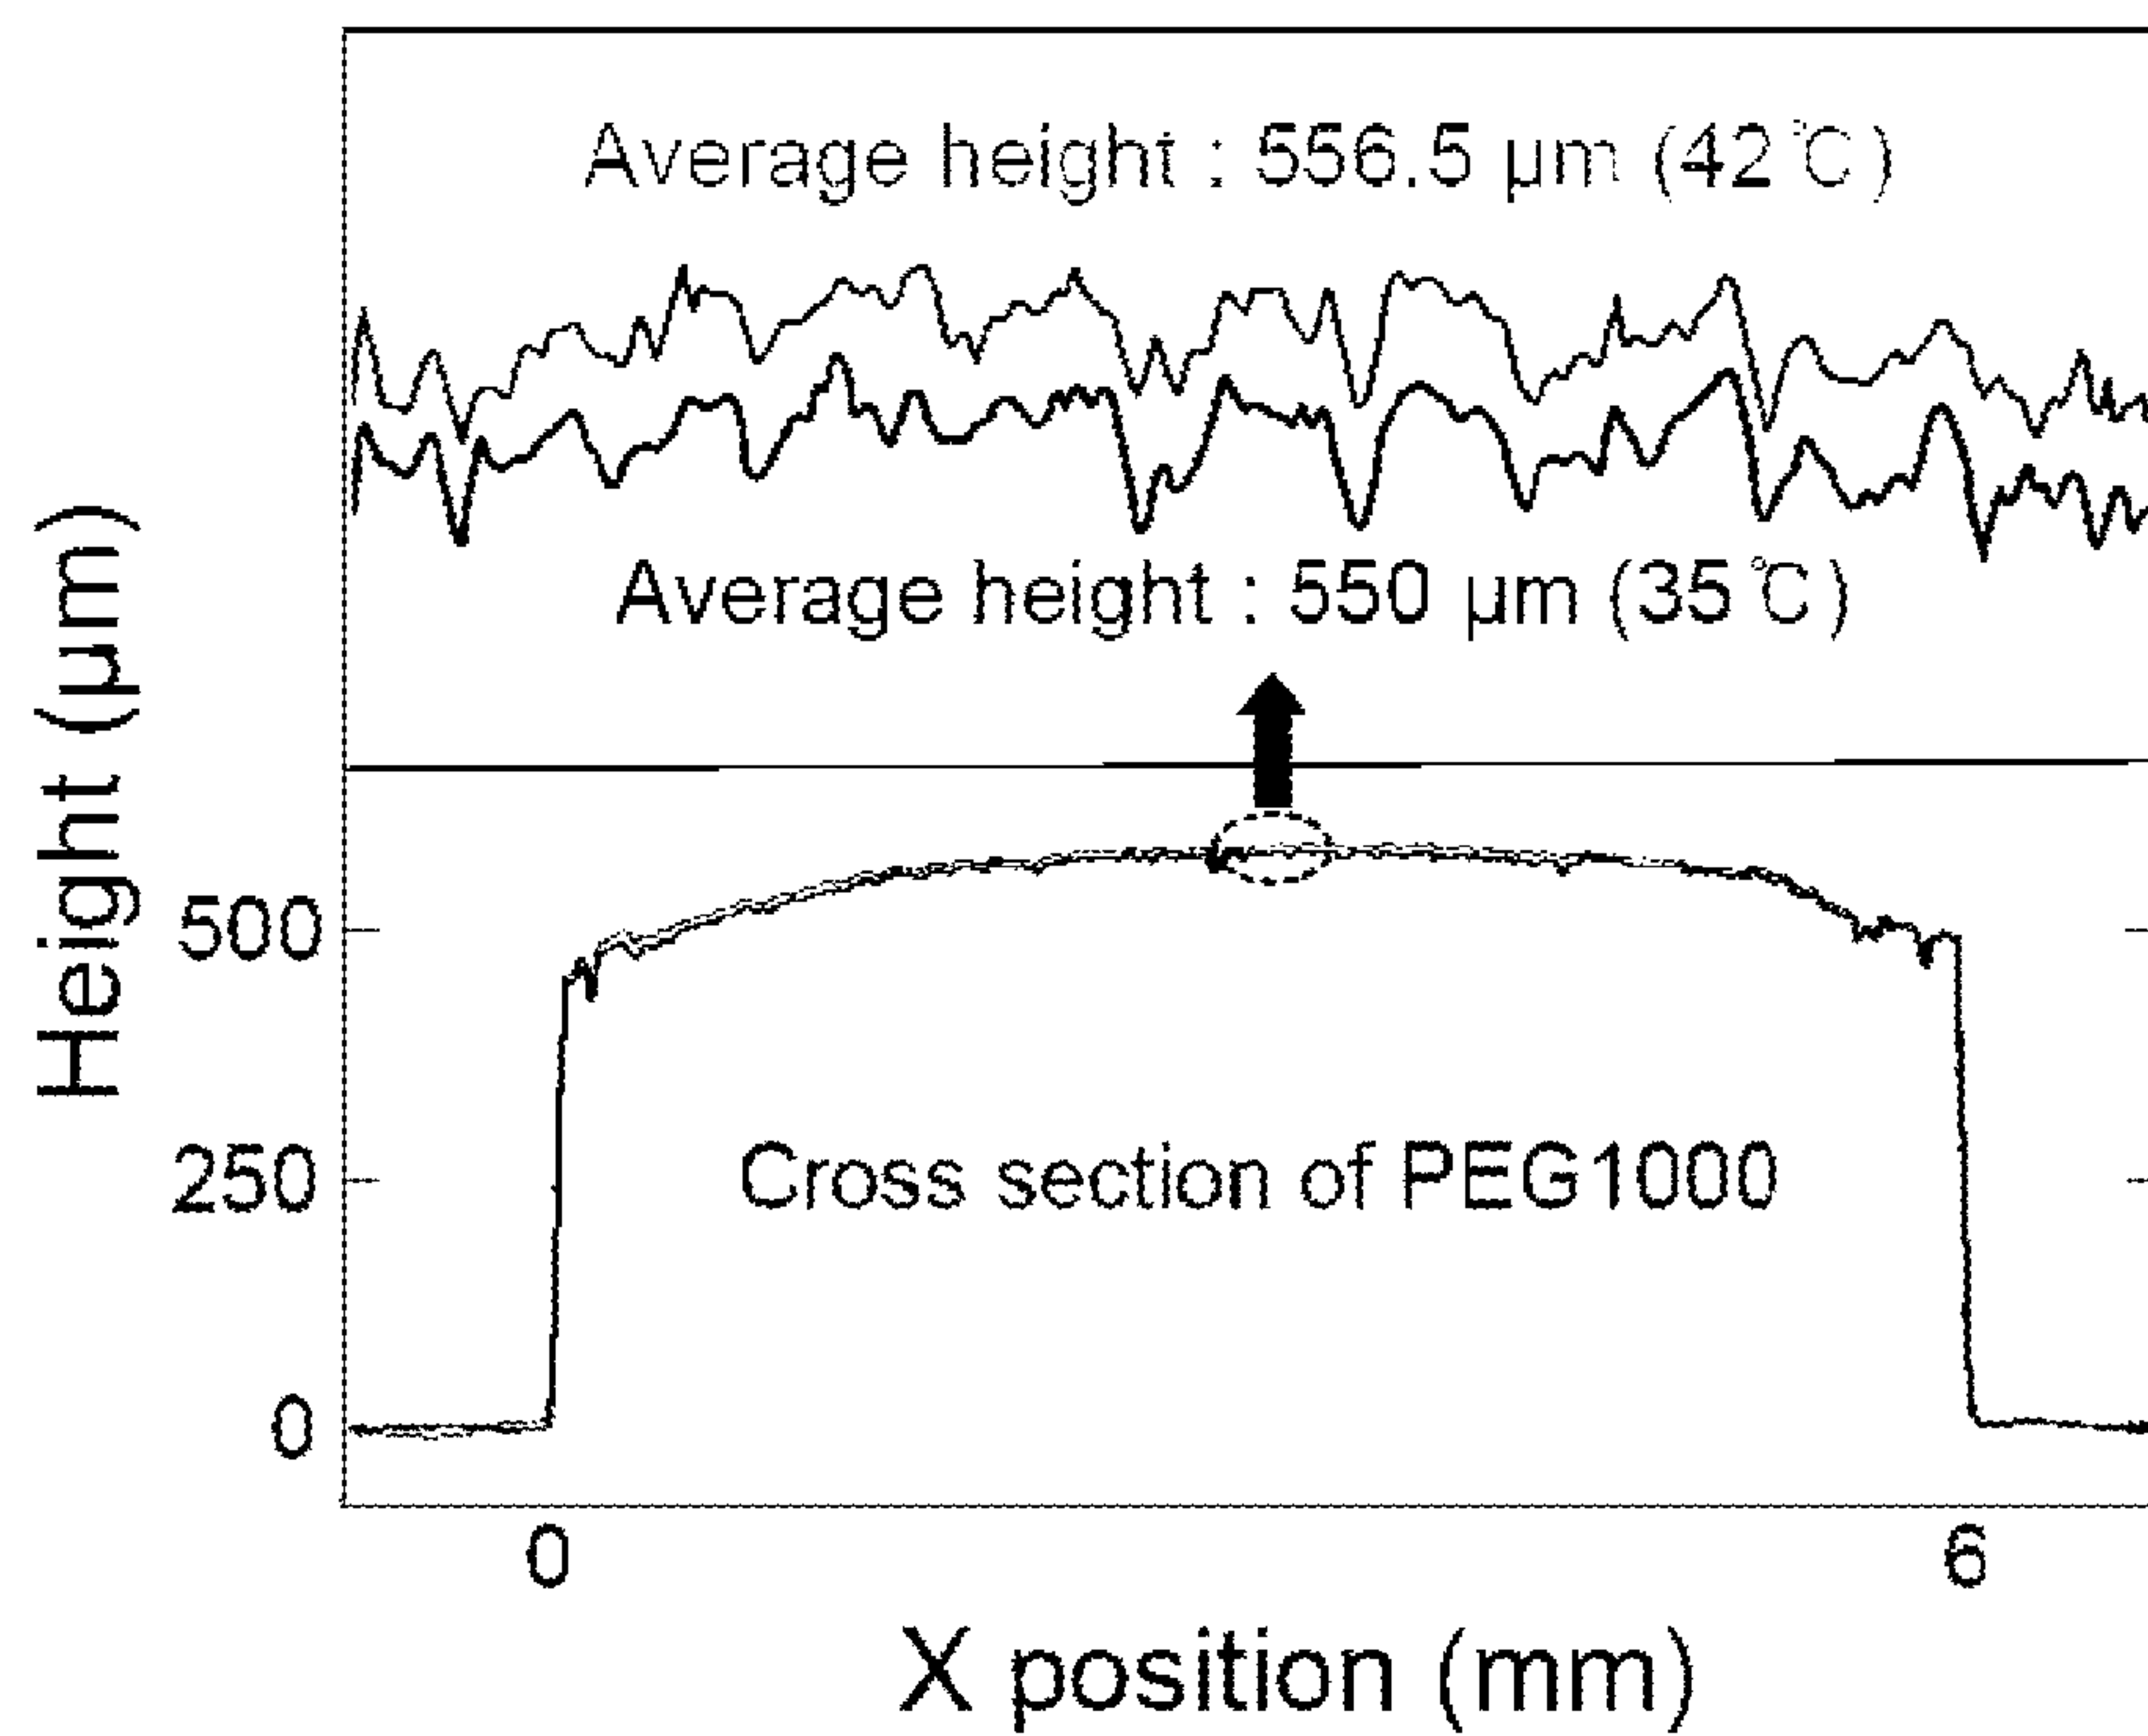 Average height : 556.5 μm (42℃)
Average height : 550 μm (35℃)
Height (μm)
500
250
0
Cross section of PEG1000
0
6
X position (mm)